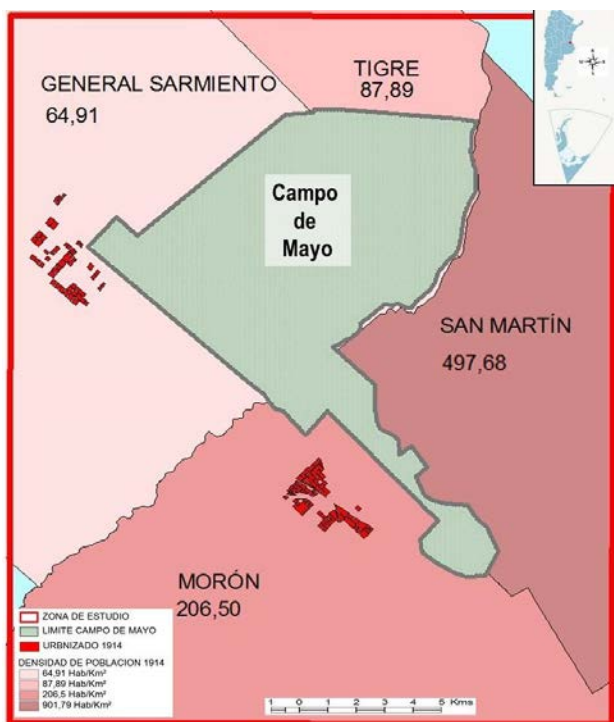 GENERAL SARMIENTO
64,91
TIGRE
87,89
Campo
de
Mayo
SAN MARTÍN
497,68
MORÓN
206,50
ZONA DE ESTUDIO
LIMITE CAMPO DE MAYO
URBNIZADO 1914
DENSIDAD DE POBLACION 1914
64,91 Hab/Km²
87,89 Hab/Km²
206,5 Hab/Km²
901,79 Hab/Km²
1 0 1 2 3 4 5 Kms